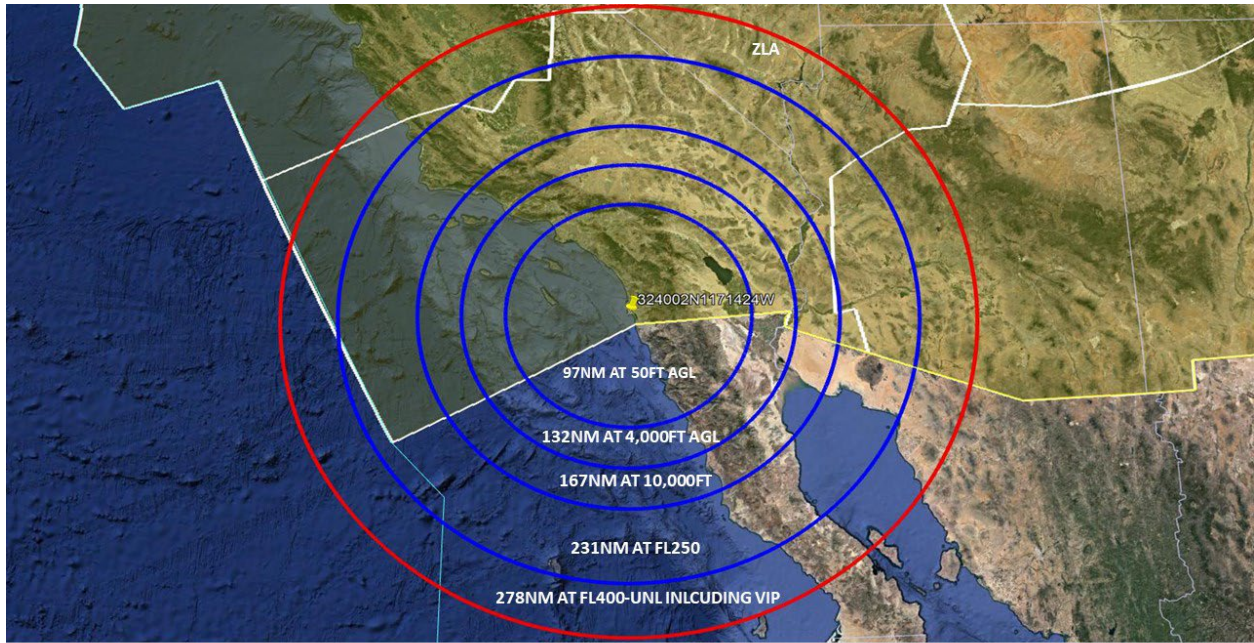 ZLA
324002N1171424W
97NM AT 50FT AGL
132NM AT 4,000FT AGL
167NM AT 10,000FT
231NM AT FL250
278NM AT FL400-UNL INLCUDING VIP